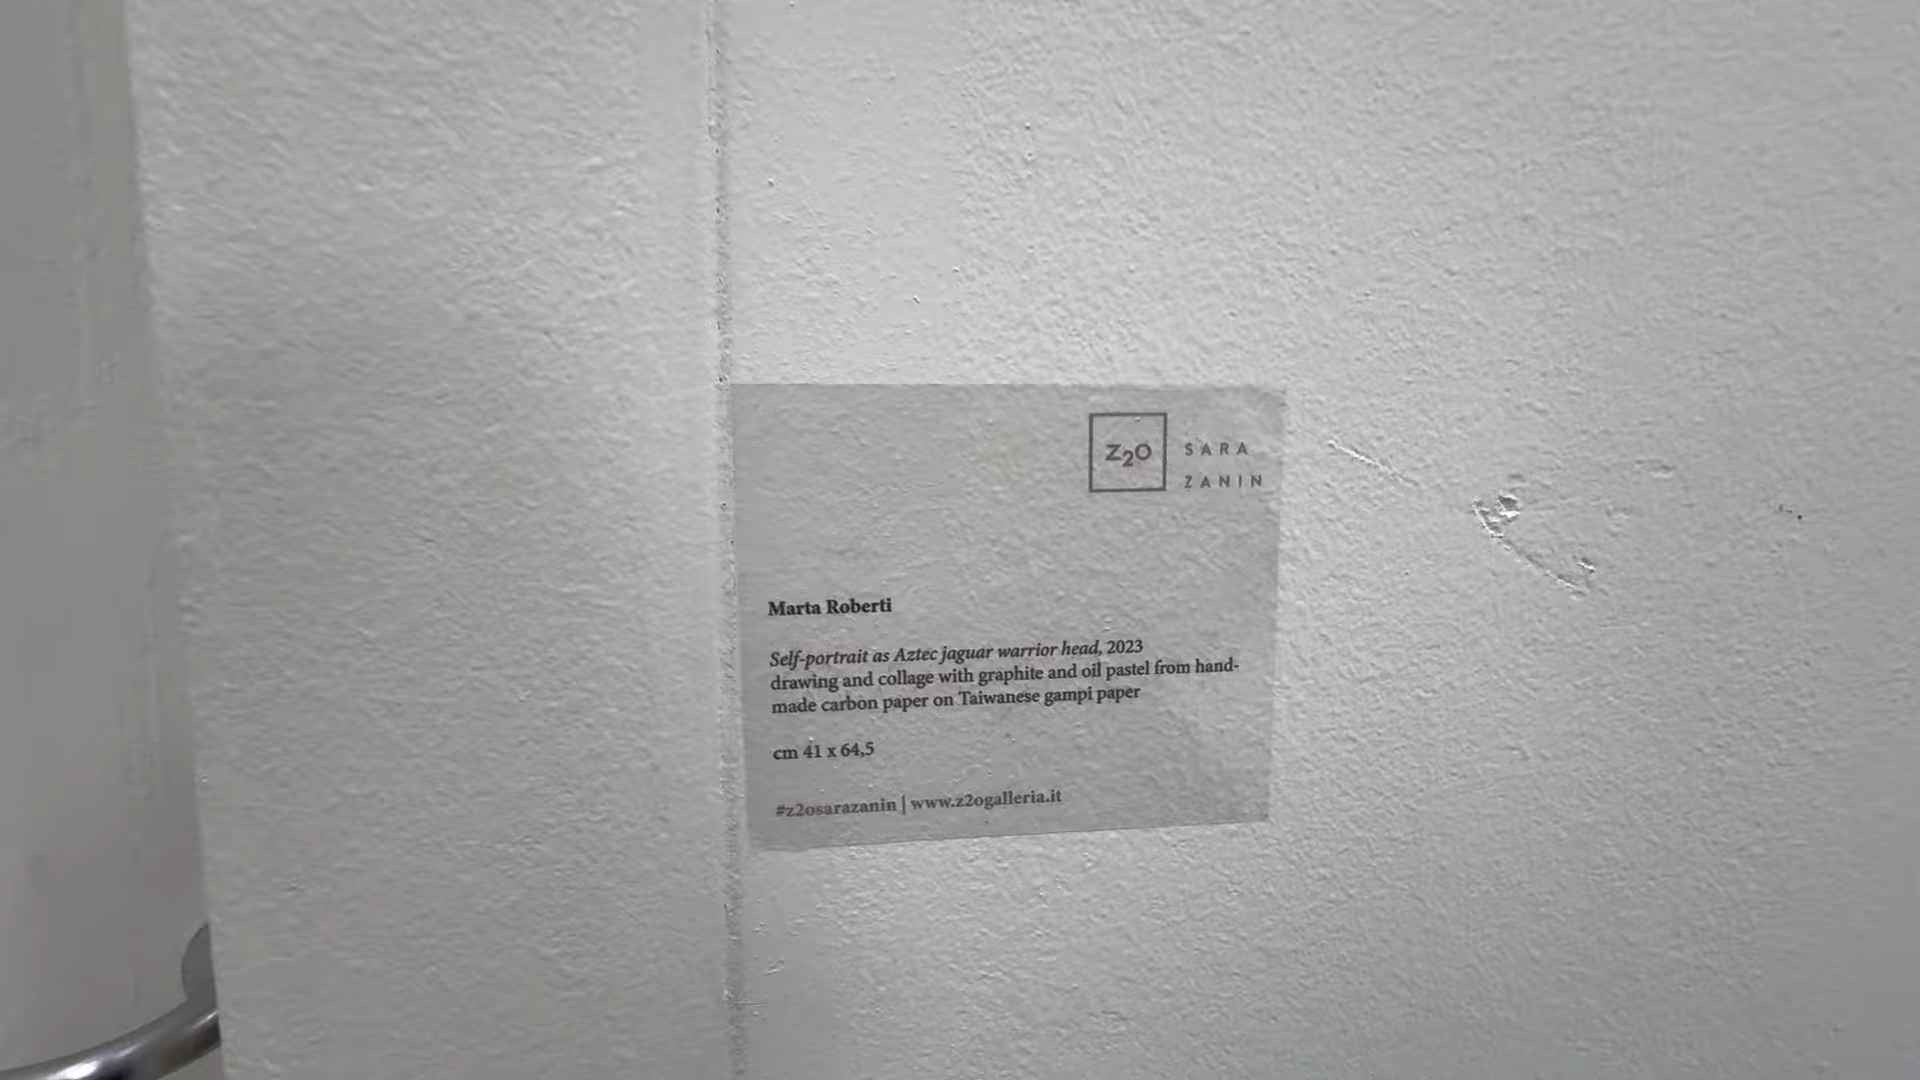 Z2O
SARA
ZANIN
Marta Roberti
Self-portrait as Aztec jaguar warrior head, 2023
drawing and collage with graphite and oil pastel from hand-
made carbon paper on Taiwanese gampi paper
cm 41 x 64,5
#z2osarazanin | www.z2ogalleria.it